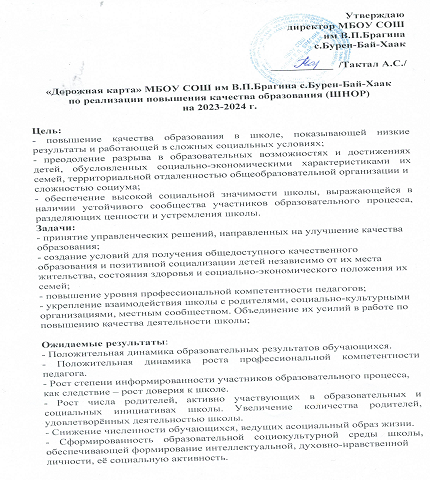 Утверждаю
директор МБОУ СОШ
им В.П.Брагина
с.Бурен-Бай-Хаак
/Тактал А.С./
«Дорожная карта» МБОУ СОШ им В.П.Брагина с.Бурен-Бай-Хаак
по реализации повышения качества образования (ШНОР)
на 2023-2024 г.
Цель:
- повышение качества образования в школе, показывающей низкие
результаты и работающей в сложных социальных условиях;
- преодоление разрыва в образовательных возможностях и достижениях
детей, обусловленных социально-экономическими характеристиками их
семей, территориальной отдаленностью общеобразовательной организации и
сложностью социума;
- обеспечение высокой социальной значимости школы, выражающейся в
наличии устойчивого сообщества участников образовательного процесса,
разделяющих ценности и устремления школы.
Задачи:
- принятие управленческих решений, направленных на улучшение качества
образования;
- создание условий для получения общедоступного качественного
образования и позитивной социализации детей независимо от их места
жительства, состояния здоровья и социально-экономического положения их
семей;
- повышение уровня профессиональной компетентности педагогов;
- укрепление взаимодействия школы с родителями, социально-культурными
организациями, местным сообществом. Объединение их усилий в работе по
повышению качества деятельности школы;
Ожидаемые результаты:
- Положительная динамика образовательных результатов обучающихся.
- Положительная динамика роста профессиональной компетентности
педагога.
- Рост степени информированности участников образовательного процесса,
как следствие – рост доверия к школе.
- Рост числа родителей, активно участвующих в образовательных и
социальных инициативах школы. Увеличение количества родителей,
удовлетворённых деятельностью школы.
- Снижение численности обучающихся, ведущих асоциальный образ жизни.
- Сформированность образовательной социокультурной среды школы,
обеспечивающей формирование интеллектуальной, духовно-нравственной
личности, её социальную активность.